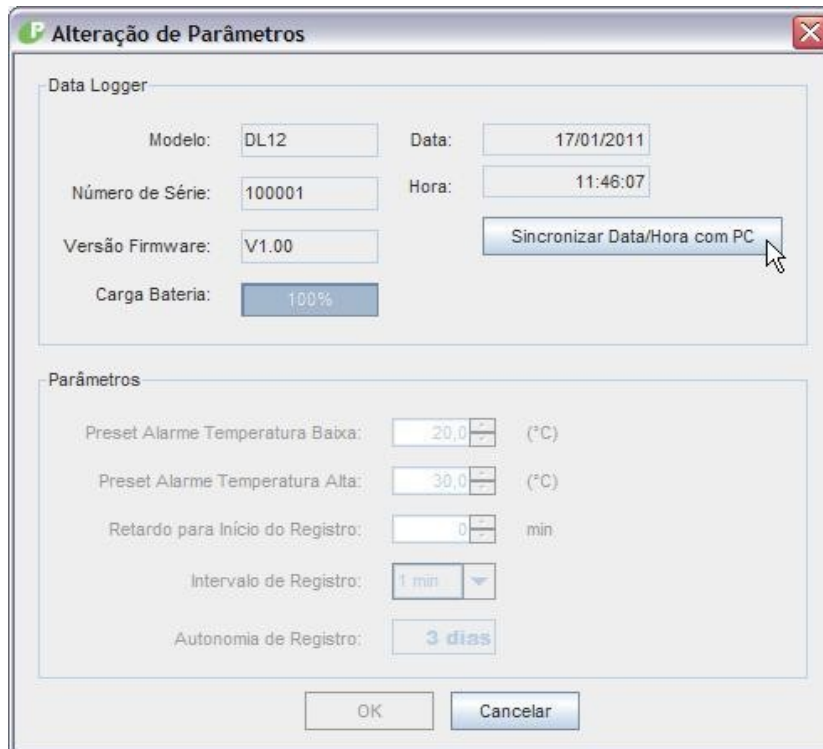 P Alteração de Parâmetros
Data Logger
Modelo: DL12 Data: 17/01/2011
Número de Série: 100001 Hora: 11:46:07
Versão Firmware: V1.00 Sincronizar Data/Hora com PC
Carga Bateria: 100%
Parâmetros
Preset Alarme Temperatura Baixa: 20,0 (°C)
Preset Alarme Temperatura Alta: 30,0 (°C)
Retardo para Início do Registro: 0 min
Intervalo de Registro: 1 min
Autonomia de Registro: 3 dias
OK Cancelar